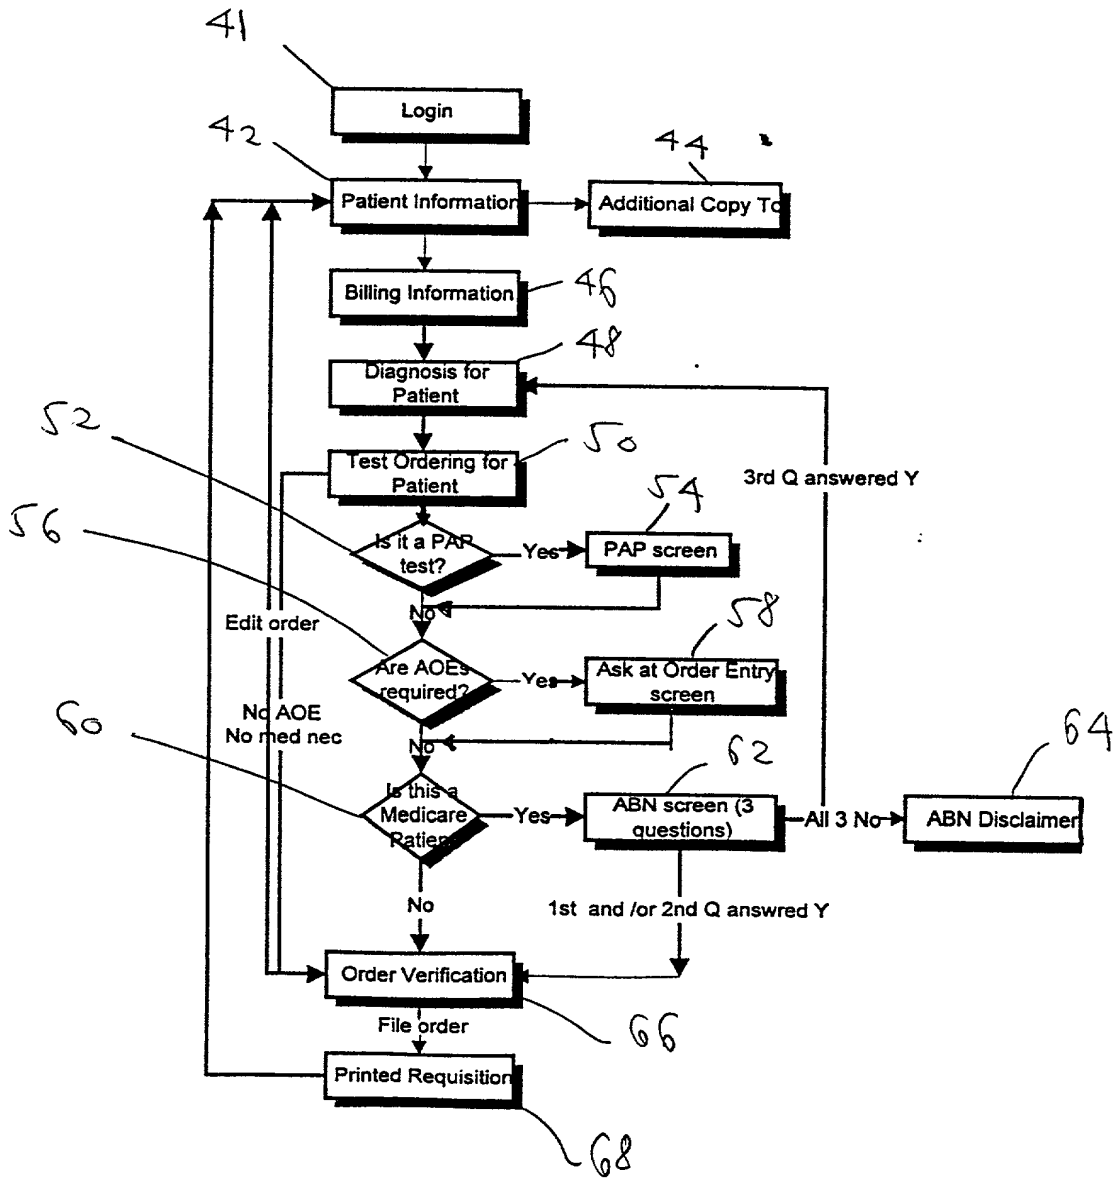 41
Login
42
44
Patient Information
Additional Copy To
Billing Information
46
48
Diagnosis for
Patient
52
50
Test Ordering for
Patient
3rd Q answered Y
56
54
Is it a PAP
test?
Yes
PAP screen
No
Edit order
58
Are AOEs
required?
Yes
Ask at Order Entry
screen
60
No AOE
No med nec
No
62
64
Is this a
Medicare
Patient
Yes
ABN screen (3
questions)
All 3 No
ABN Disclaimer
No
1st and /or 2nd Q answred Y
Order Verification
66
File order
Printed Requisition
68